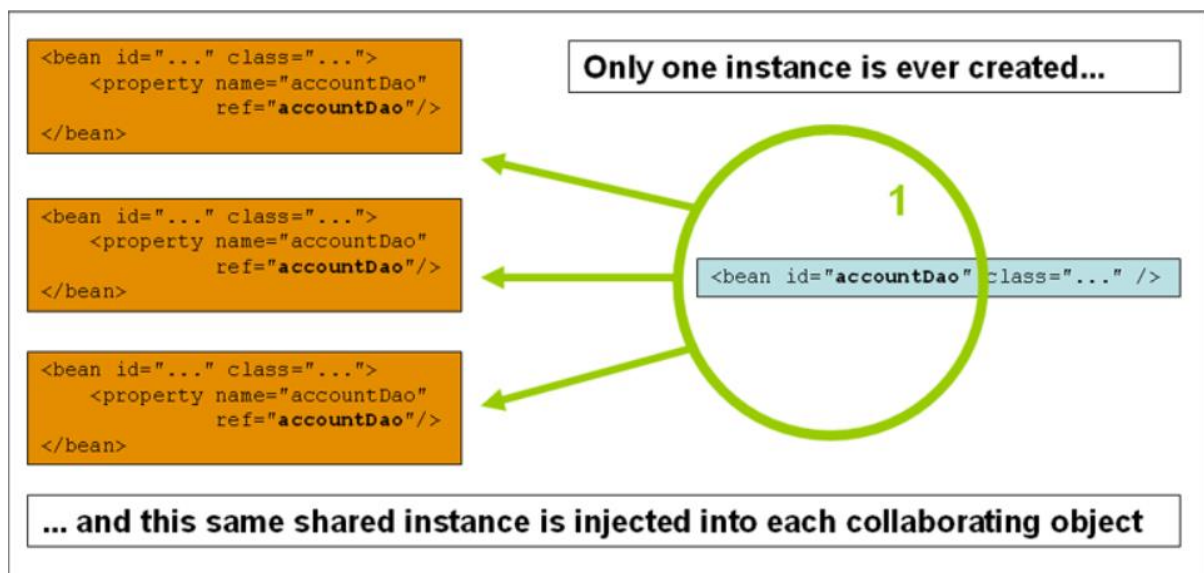 <bean id="..." class="...">
    <property name="accountDao"
              ref="accountDao"/>
</bean>
Only one instance is ever created...
<bean id="..." class="...">
    <property name="accountDao"
              ref="accountDao"/>
</bean>
1
<bean id="accountDao" class="..." />
<bean id="..." class="...">
    <property name="accountDao"
              ref="accountDao"/>
</bean>
... and this same shared instance is injected into each collaborating object